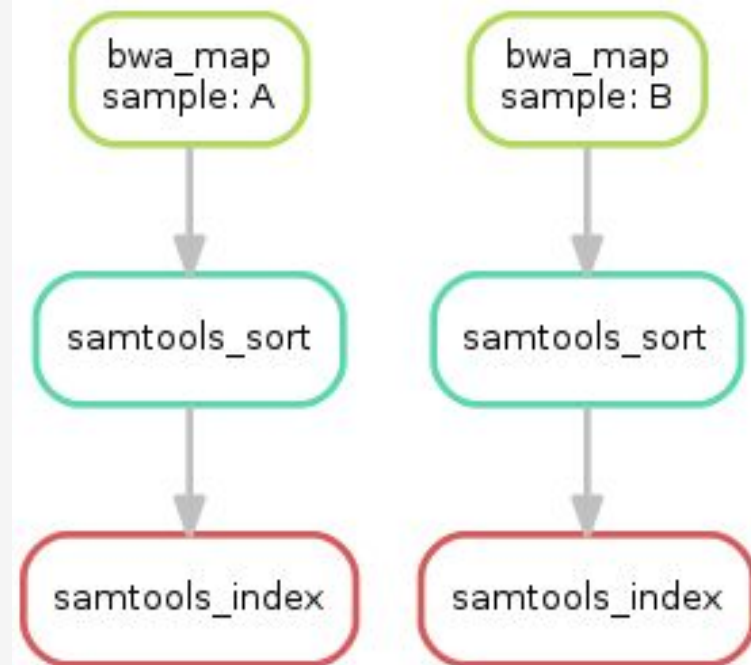 bwa_map
sample: A
bwa_map
sample: B
samtools_sort
samtools_sort
samtools_index
samtools_index